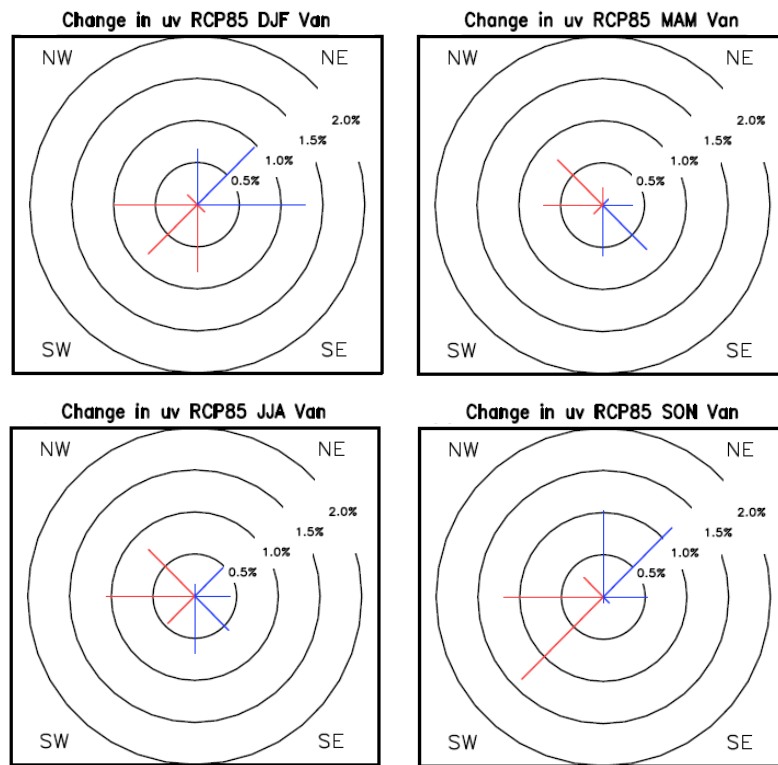 Change in uv RCP85 DJF Van
NW NE
2.0%
1.5%
1.0%
0.5%
SW SE
Change in uv RCP85 MAM Van
NW NE
2.0%
1.5%
1.0%
0.5%
SW SE
Change in uv RCP85 JJA Van
NW NE
2.0%
1.5%
1.0%
0.5%
SW SE
Change in uv RCP85 SON Van
NW NE
2.0%
1.5%
1.0%
0.5%
SW SE